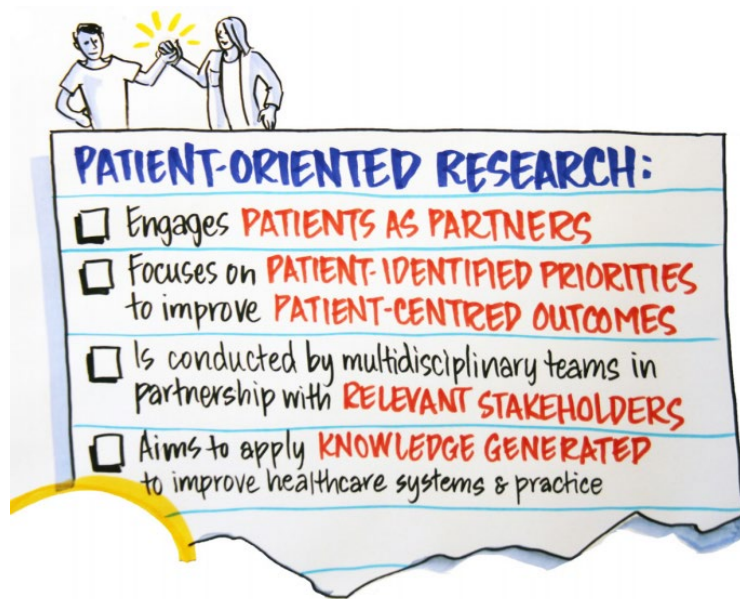 PATIENT-ORIENTED RESEARCH:
Engages PATIENTS AS PARTNERS
Focuses on PATIENT-IDENTIFIED PRIORITIES
to improve PATIENT-CENTRED OUTCOMES
Is conducted by multidisciplinary teams in
partnership with RELEVANT STAKEHOLDERS
Aims to apply KNOWLEDGE GENERATED
to improve healthcare systems & practice